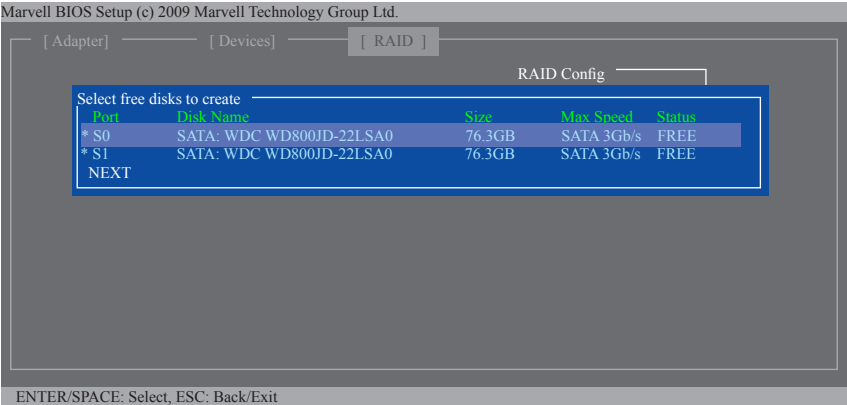 Marvell BIOS Setup (c) 2009 Marvell Technology Group Ltd.
[ Adapter] [ Devices] [ RAID ]
RAID Config
Select free disks to create
Port Disk Name Size Max Speed Status
* S0 SATA: WDC WD800JD-22LSA0 76.3GB SATA 3Gb/s FREE
* S1 SATA: WDC WD800JD-22LSA0 76.3GB SATA 3Gb/s FREE
NEXT
ENTER/SPACE: Select, ESC: Back/Exit